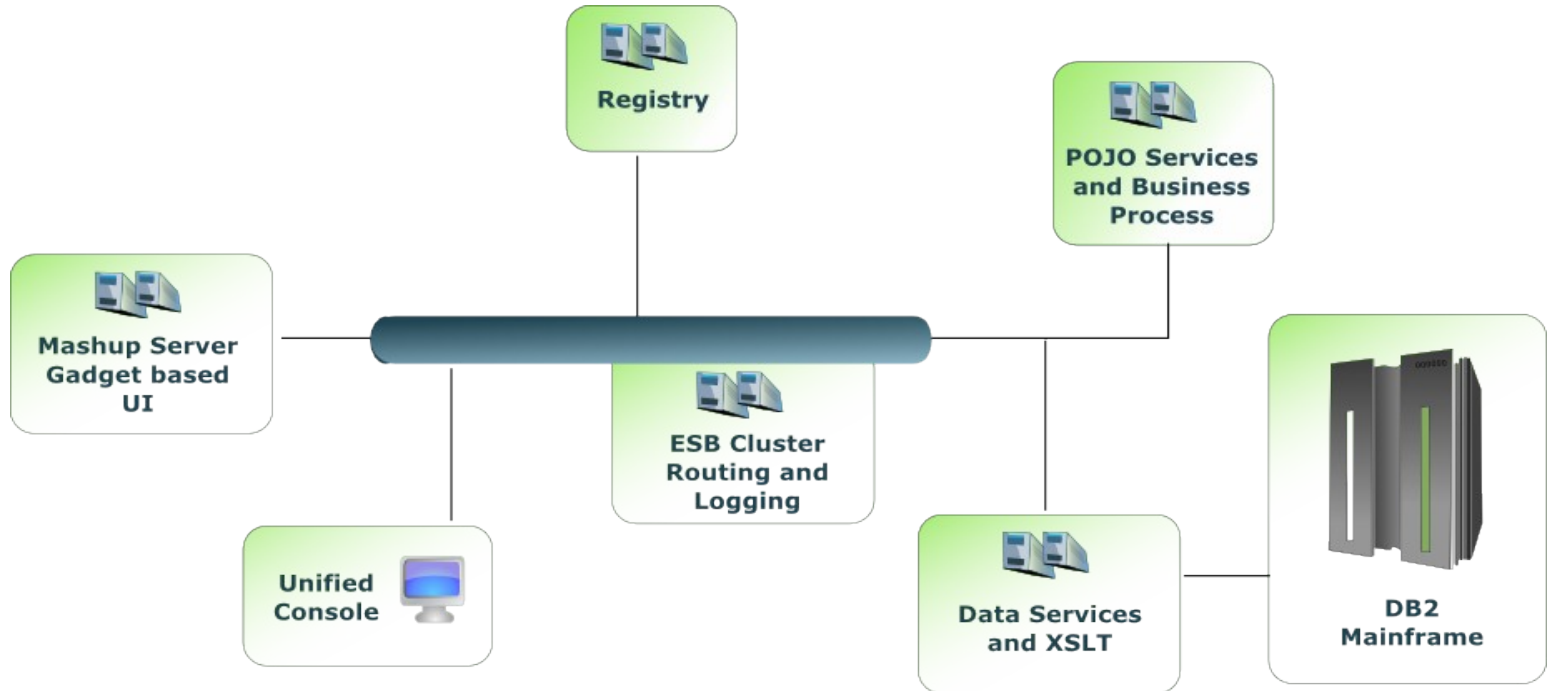 Registry
POJO Services
and Business
Process
Mashup Server
Gadget based
UI
ESB Cluster
Routing and
Logging
Unified
Console
Data Services
and XSLT
DB2
Mainframe